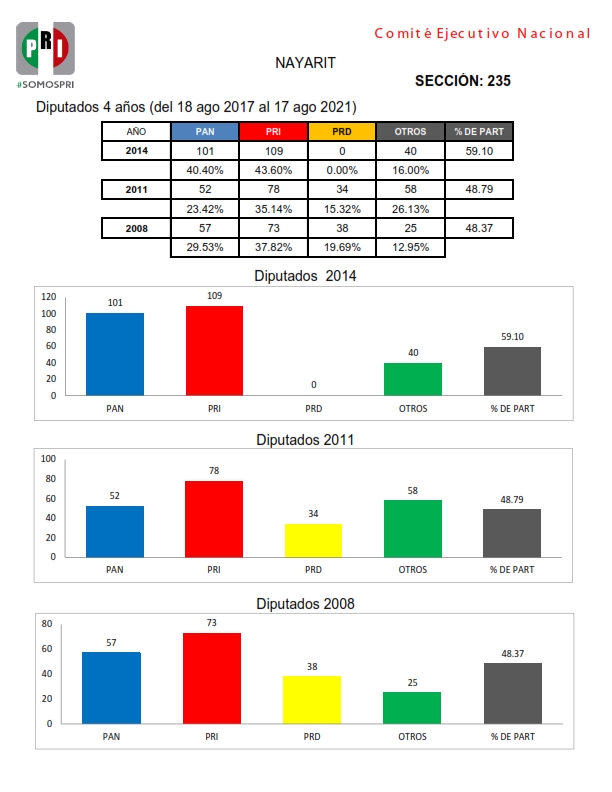 Comité Ejecutivo Nacional
PRI
#SOMOSPRI
NAYARIT
SECCIÓN: 235
Diputados 4 años (del 18 ago 2017 al 17 ago 2021)
AÑO PAN PRI PRD OTROS % DE PART
2014 101 109 0 40 59.10
40.40% 43.60% 0.00% 16.00%
2011 52 78 34 58 48.79
23.42% 35.14% 15.32% 26.13%
2008 57 73 38 25 48.37
29.53% 37.82% 19.69% 12.95%
Diputados 2014
120
100
80
60
40
20
0
101 109 0 40 59.10
PAN PRI PRD OTROS % DE PART
Diputados 2011
100
80
60
40
20
0
52 78 34 58 48.79
PAN PRI PRD OTROS % DE PART
Diputados 2008
80
60
40
20
0
57 73 38 25 48.37
PAN PRI PRD OTROS % DE PART